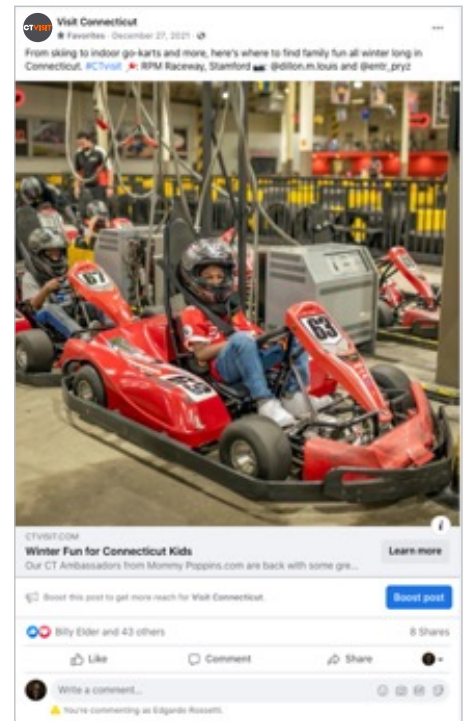 CTVISIT
Visit Connecticut
Favorites · December 27, 2021 ·
From skiing to indoor go-karts and more, here's where to find family fun all winter long in
Connecticut. #CTvisit 📍: RPM Raceway, Stamford 📷: @dillon.m.louis and @entr_pryz
67
63
63
CTVISIT.COM
Winter Fun for Connecticut Kids
Learn more
Our CT Ambassadors from Mommy Poppins.com are back with some gre...
Boost this post to get more reach for Visit Connecticut.
Boost post
Billy Elder and 43 others
8 Shares
Like
Comment
Share
Write a comment...
You're commenting as Edgardo Rossetti.